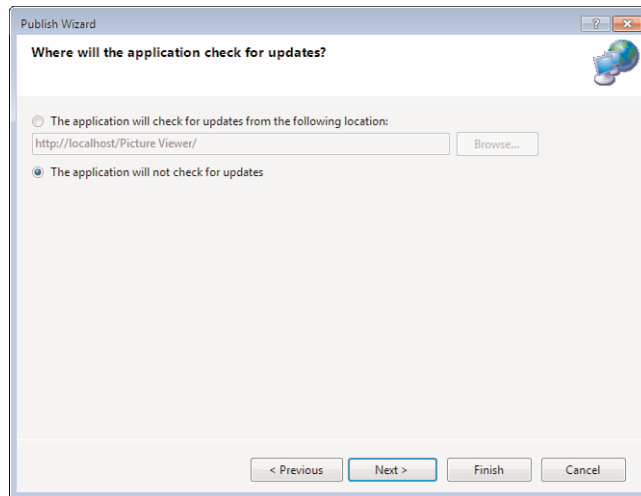 Publish Wizard
?
Where will the application check for updates?
The application will check for updates from the following location:
http://localhost/Picture Viewer/
Browse...
The application will not check for updates
< Previous
Next >
Finish
Cancel